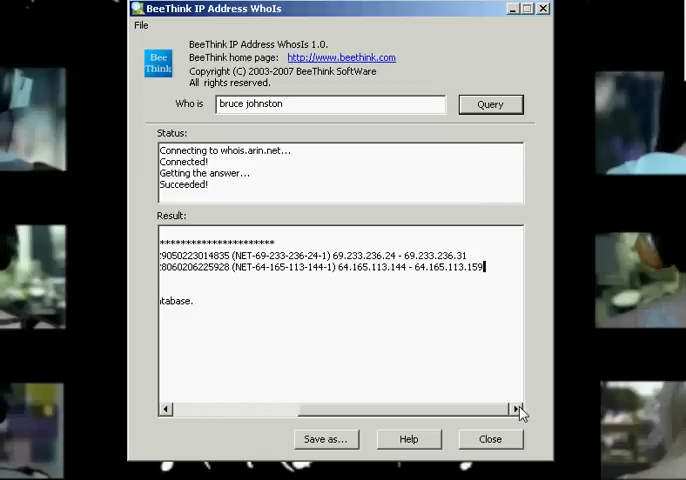 BeeThink IP Address WhoIs
File
Bee
Think
BeeThink IP Address WhosIs 1.0.
BeeThink home page: http://www.beethink.com
Copyright (C) 2003-2007 BeeThink SoftWare
All rights reserved.
Who is bruce johnston Query
Status:
Connecting to whois.arin.net...
Connected!
Getting the answer...
Succeeded!
Result:
**********************
:9050223014835 (NET-69-233-236-24-1) 69.233.236.24 - 69.233.236.31
:8060206225928 (NET-64-165-113-144-1) 64.165.113.144 - 64.165.113.159
tabase.
Save as... Help Close